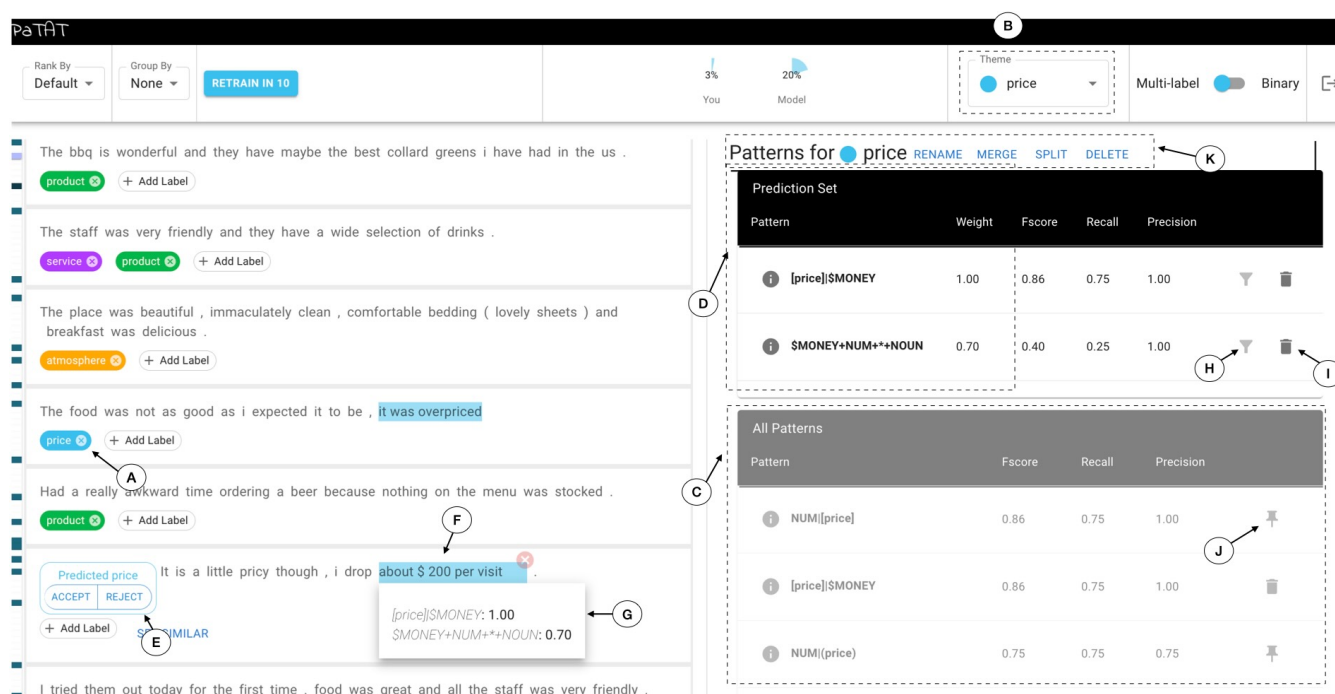 PaTAT
B
Rank By
Default
Group By
None
RETRAIN IN 10
3%
You
20%
Model
Theme
price
Multi-label
Binary
The bbq is wonderful and they have maybe the best collard greens i have had in the us .
product
+ Add Label
The staff was very friendly and they have a wide selection of drinks .
service
product
+ Add Label
The place was beautiful , immaculately clean , comfortable bedding ( lovely sheets ) and
breakfast was delicious .
atmosphere
+ Add Label
The food was not as good as i expected it to be , it was overpriced
price
+ Add Label
A
Had a really awkward time ordering a beer because nothing on the menu was stocked .
product
+ Add Label
F
Predicted price
ACCEPT REJECT
It is a little pricy though , i drop about $ 200 per visit .
+ Add Label
E
[price]|$MONEY: 1.00
$MONEY+NUM+*+NOUN: 0.70
G
I tried them out today for the first time , food was great and all the staff was very friendly .
Patterns for price RENAME MERGE SPLIT DELETE
K
Prediction Set
Pattern Weight Fscore Recall Precision
D
[price]|$MONEY 1.00 0.86 0.75 1.00
$MONEY+NUM+*+NOUN 0.70 0.40 0.25 1.00
H
I
All Patterns
Pattern Fscore Recall Precision
C
NUM|[price] 0.86 0.75 1.00
J
[price]|$MONEY 0.86 0.75 1.00
NUM|(price) 0.75 0.75 0.75